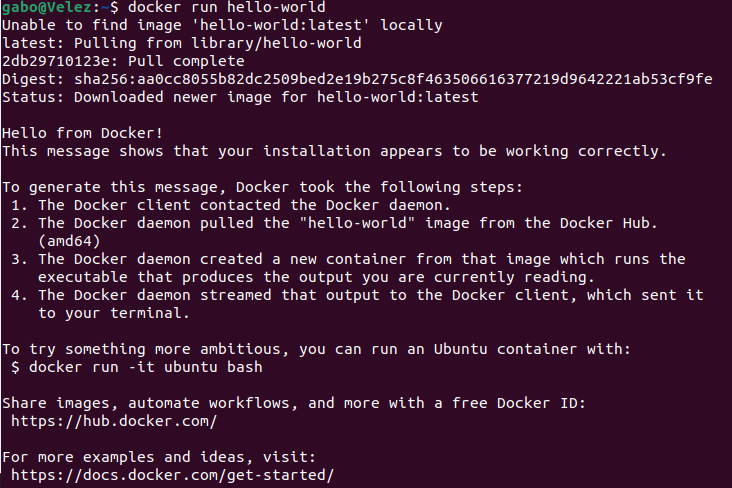 gabo@Velez:~$ docker run hello-world
Unable to find image 'hello-world:latest' locally
latest: Pulling from library/hello-world
2db29710123e: Pull complete
Digest: sha256:aa0cc8055b82dc2509bed2e19b275c8f463506616377219d9642221ab53cf9fe
Status: Downloaded newer image for hello-world:latest

Hello from Docker!
This message shows that your installation appears to be working correctly.

To generate this message, Docker took the following steps:
 1. The Docker client contacted the Docker daemon.
 2. The Docker daemon pulled the "hello-world" image from the Docker Hub.
    (amd64)
 3. The Docker daemon created a new container from that image which runs the
    executable that produces the output you are currently reading.
 4. The Docker daemon streamed that output to the Docker client, which sent it
    to your terminal.

To try something more ambitious, you can run an Ubuntu container with:
 $ docker run -it ubuntu bash

Share images, automate workflows, and more with a free Docker ID:
 https://hub.docker.com/

For more examples and ideas, visit:
 https://docs.docker.com/get-started/